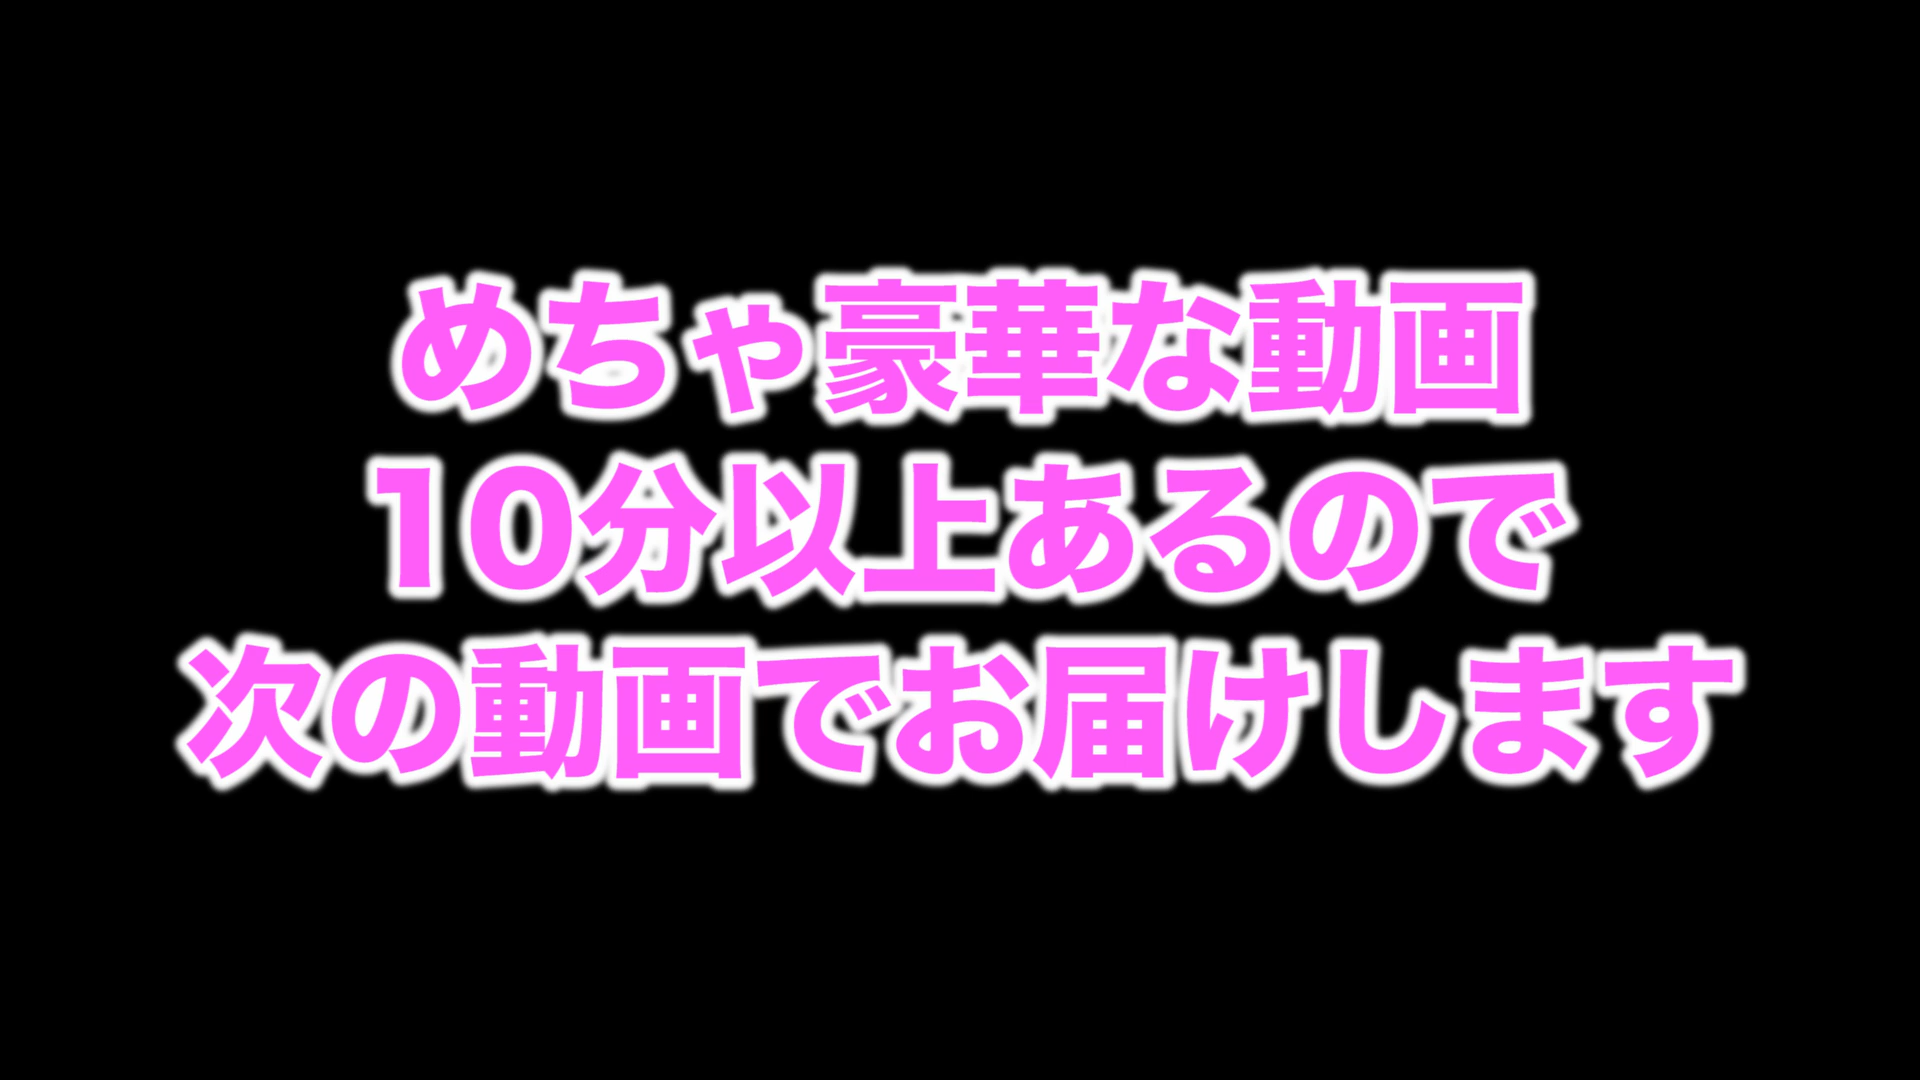 めちゃ豪華な動画
10分以上あるので
次の動画でお届けします